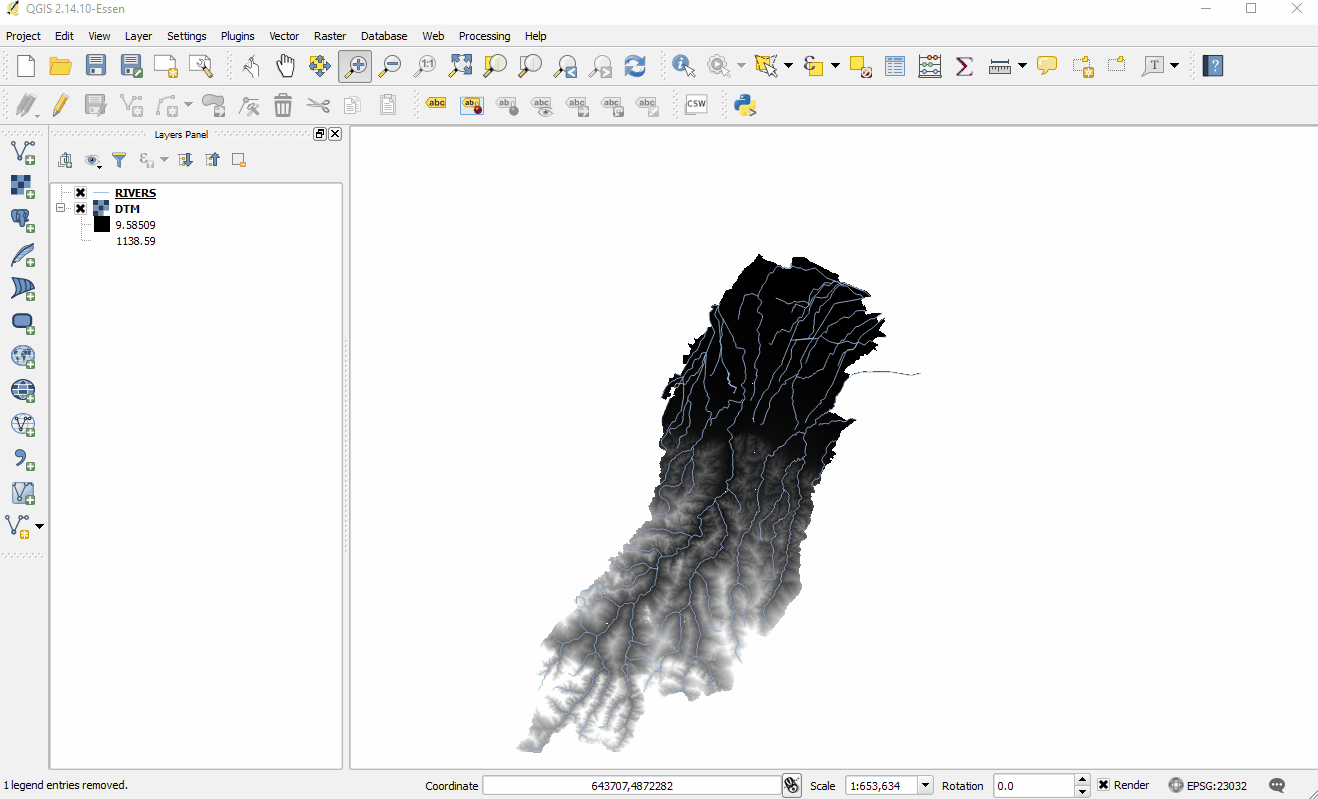 QGIS 2.14.10-Essen
Project Edit View Layer Settings Plugins Vector Raster Database Web Processing Help
1:1
T
?
abc ab ab abc abc abc abc CSW
Layers Panel
RIVERS
DTM
9.58509
1138.59
1 legend entries removed.
Coordinate 643707,4872282 Scale 1:653,634 Rotation 0.0 Render EPSG:23032